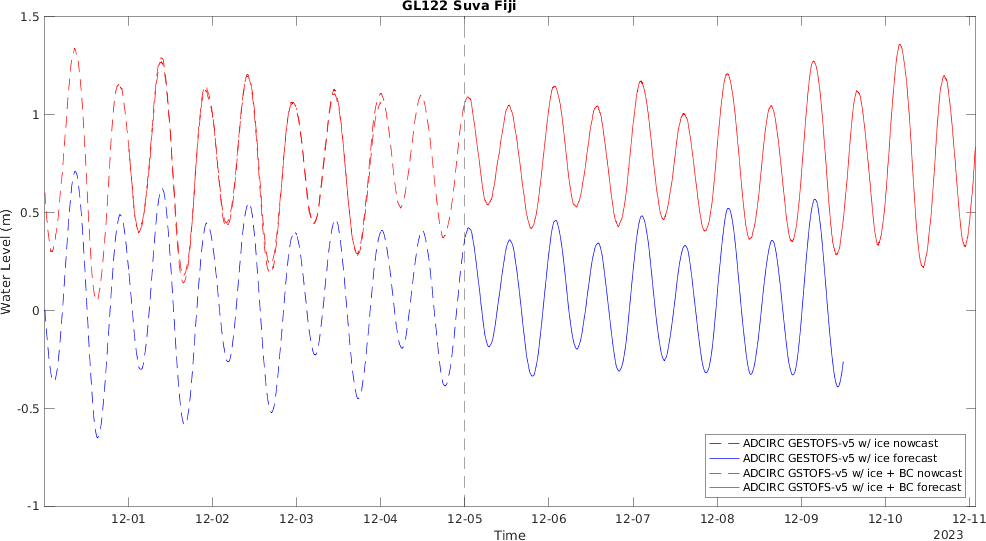 GL122 Suva Fiji
Water Level (m)
1.5
1
0.5
0
-0.5
-1
12-01 12-02 12-03 12-04 12-05 12-06 12-07 12-08 12-09 12-10 12-11
Time
2023
ADCIRC GESTOFS-v5 w/ ice nowcast
ADCIRC GESTOFS-v5 w/ ice forecast
ADCIRC GSTOFS-v5 w/ ice + BC nowcast
ADCIRC GSTOFS-v5 w/ ice + BC forecast